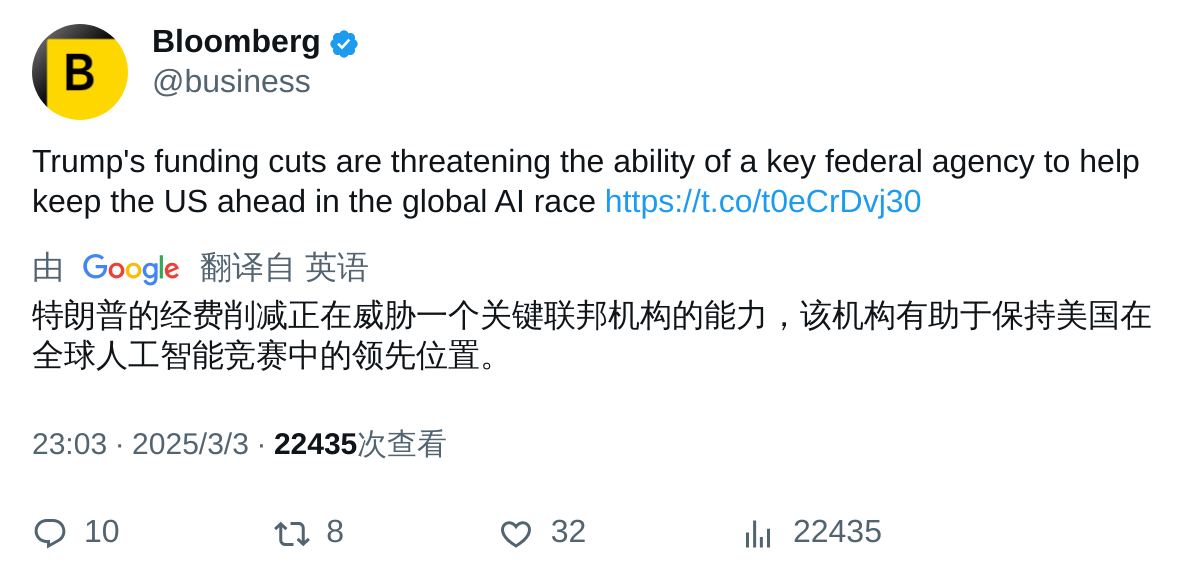 B
Bloomberg
@business
Trump's funding cuts are threatening the ability of a key federal agency to help
keep the US ahead in the global AI race https://t.co/t0eCrDvj30
由 Google 翻译自 英语
特朗普的经费削减正在威胁一个关键联邦机构的能力，该机构有助于保持美国在
全球人工智能竞赛中的领先位置。
23:03 · 2025/3/3 · 22435次查看
10 8 32 22435